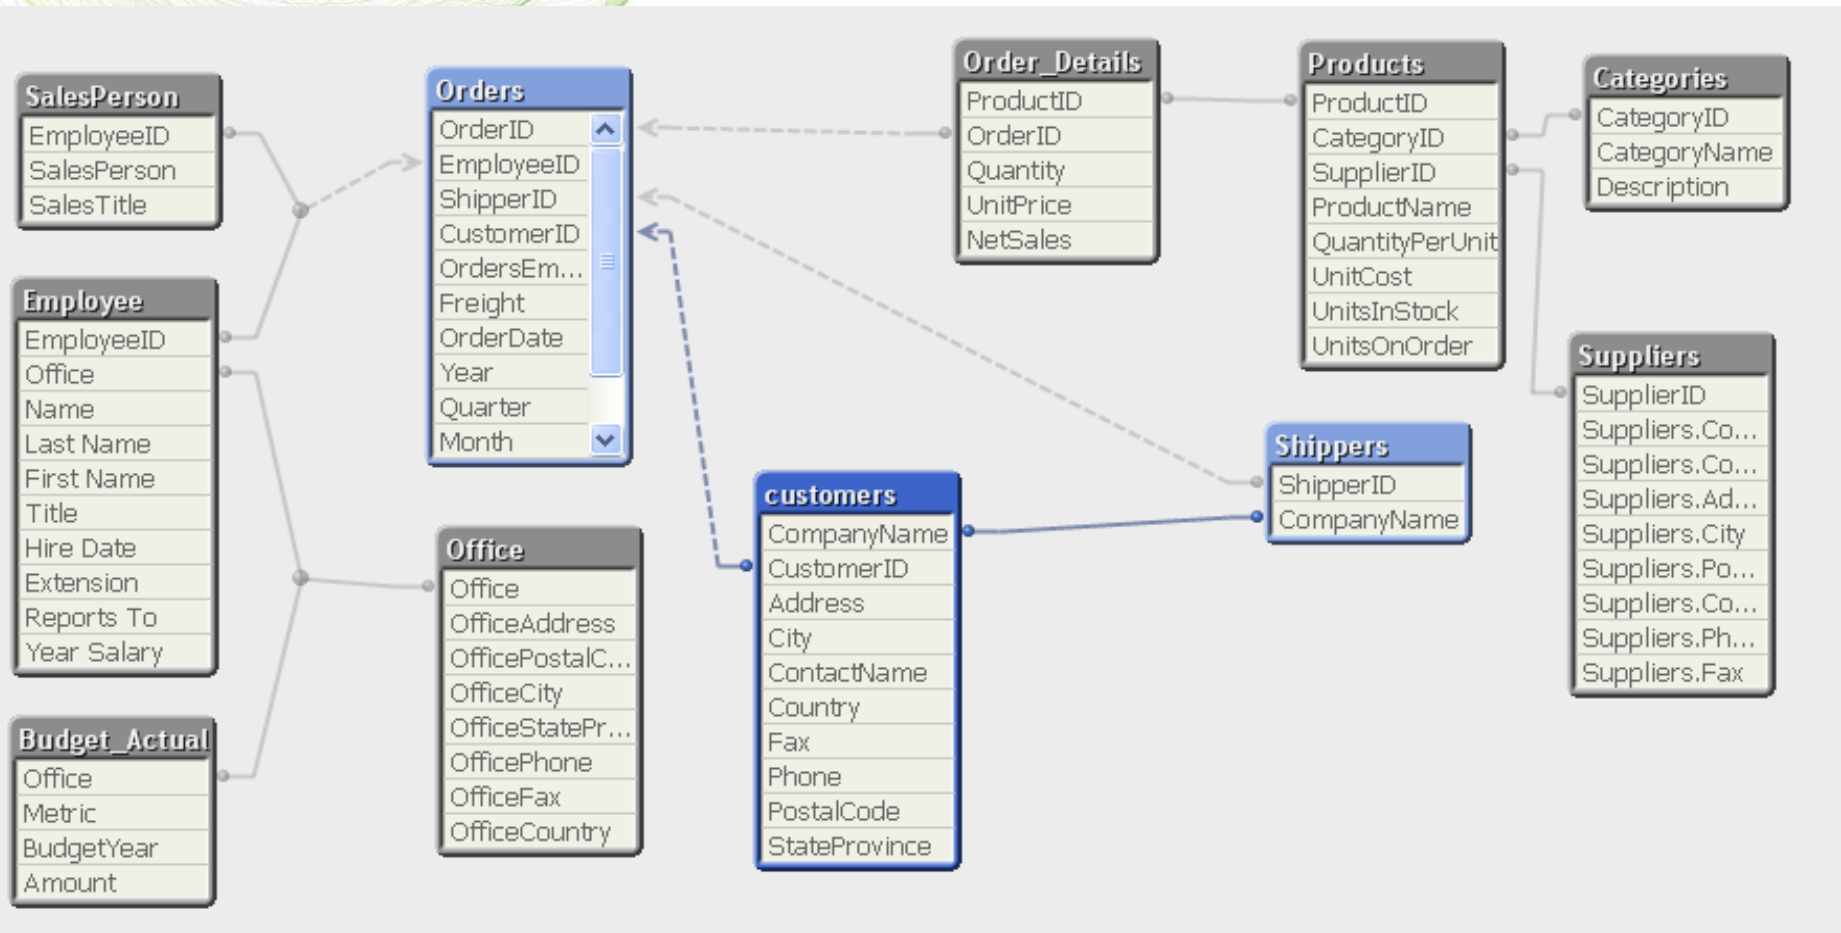 SalesPerson
EmployeeID
SalesPerson
SalesTitle
Employee
EmployeeID
Office
Name
Last Name
First Name
Title
Hire Date
Extension
Reports To
Year Salary
Budget_Actual
Office
Metric
BudgetYear
Amount
Orders
OrderID
EmployeeID
ShipperID
CustomerID
OrdersEm...
Freight
OrderDate
Year
Quarter
Month
Office
Office
OfficeAddress
OfficePostalC...
OfficeCity
OfficeStatePr...
OfficePhone
OfficeFax
OfficeCountry
customers
CompanyName
CustomerID
Address
City
ContactName
Country
Fax
Phone
PostalCode
StateProvince
Order_Details
ProductID
OrderID
Quantity
UnitPrice
NetSales
Products
ProductID
CategoryID
SupplierID
ProductName
QuantityPerUnit
UnitCost
UnitsInStock
UnitsOnOrder
Shippers
ShipperID
CompanyName
Categories
CategoryID
CategoryName
Description
Suppliers
SupplierID
Suppliers.Co...
Suppliers.Co...
Suppliers.Ad...
Suppliers.City
Suppliers.Po...
Suppliers.Co...
Suppliers.Ph...
Suppliers.Fax